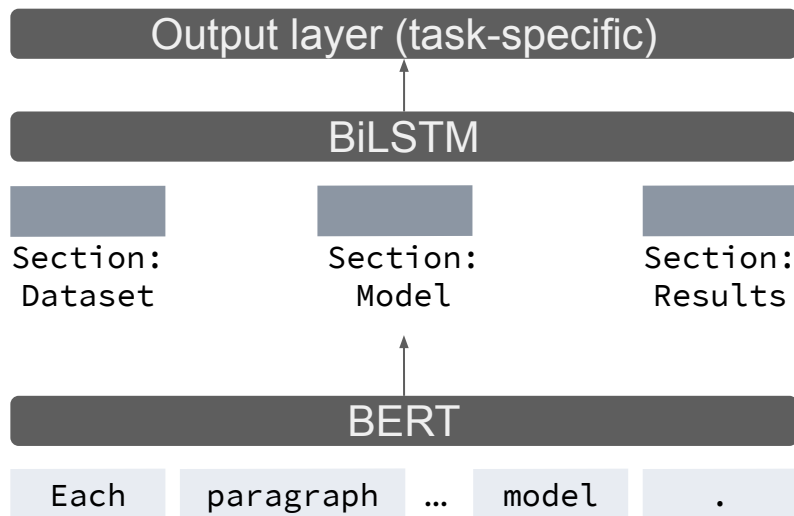 Output layer (task-specific)
BiLSTM
Section: Section: Section:
Dataset Model Results
BERT
Each paragraph ... model .